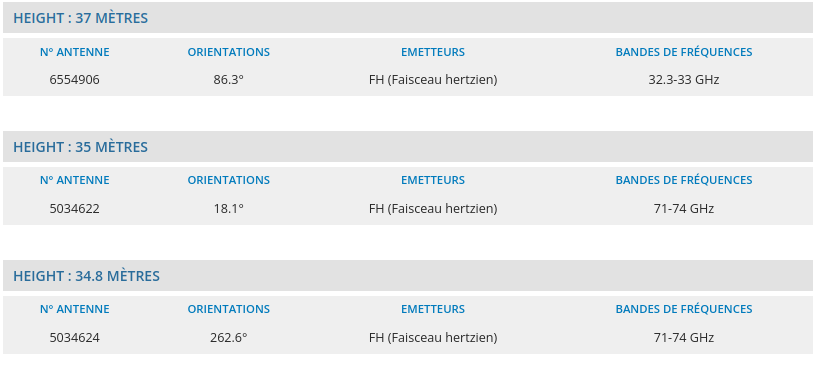 HEIGHT : 37 MÈTRES
N° ANTENNE ORIENTATIONS EMETTEURS BANDES DE FRÉQUENCES
6554906 86.3° FH (Faisceau hertzien) 32.3-33 GHz
HEIGHT : 35 MÈTRES
N° ANTENNE ORIENTATIONS EMETTEURS BANDES DE FRÉQUENCES
5034622 18.1° FH (Faisceau hertzien) 71-74 GHz
HEIGHT : 34.8 MÈTRES
N° ANTENNE ORIENTATIONS EMETTEURS BANDES DE FRÉQUENCES
5034624 262.6° FH (Faisceau hertzien) 71-74 GHz